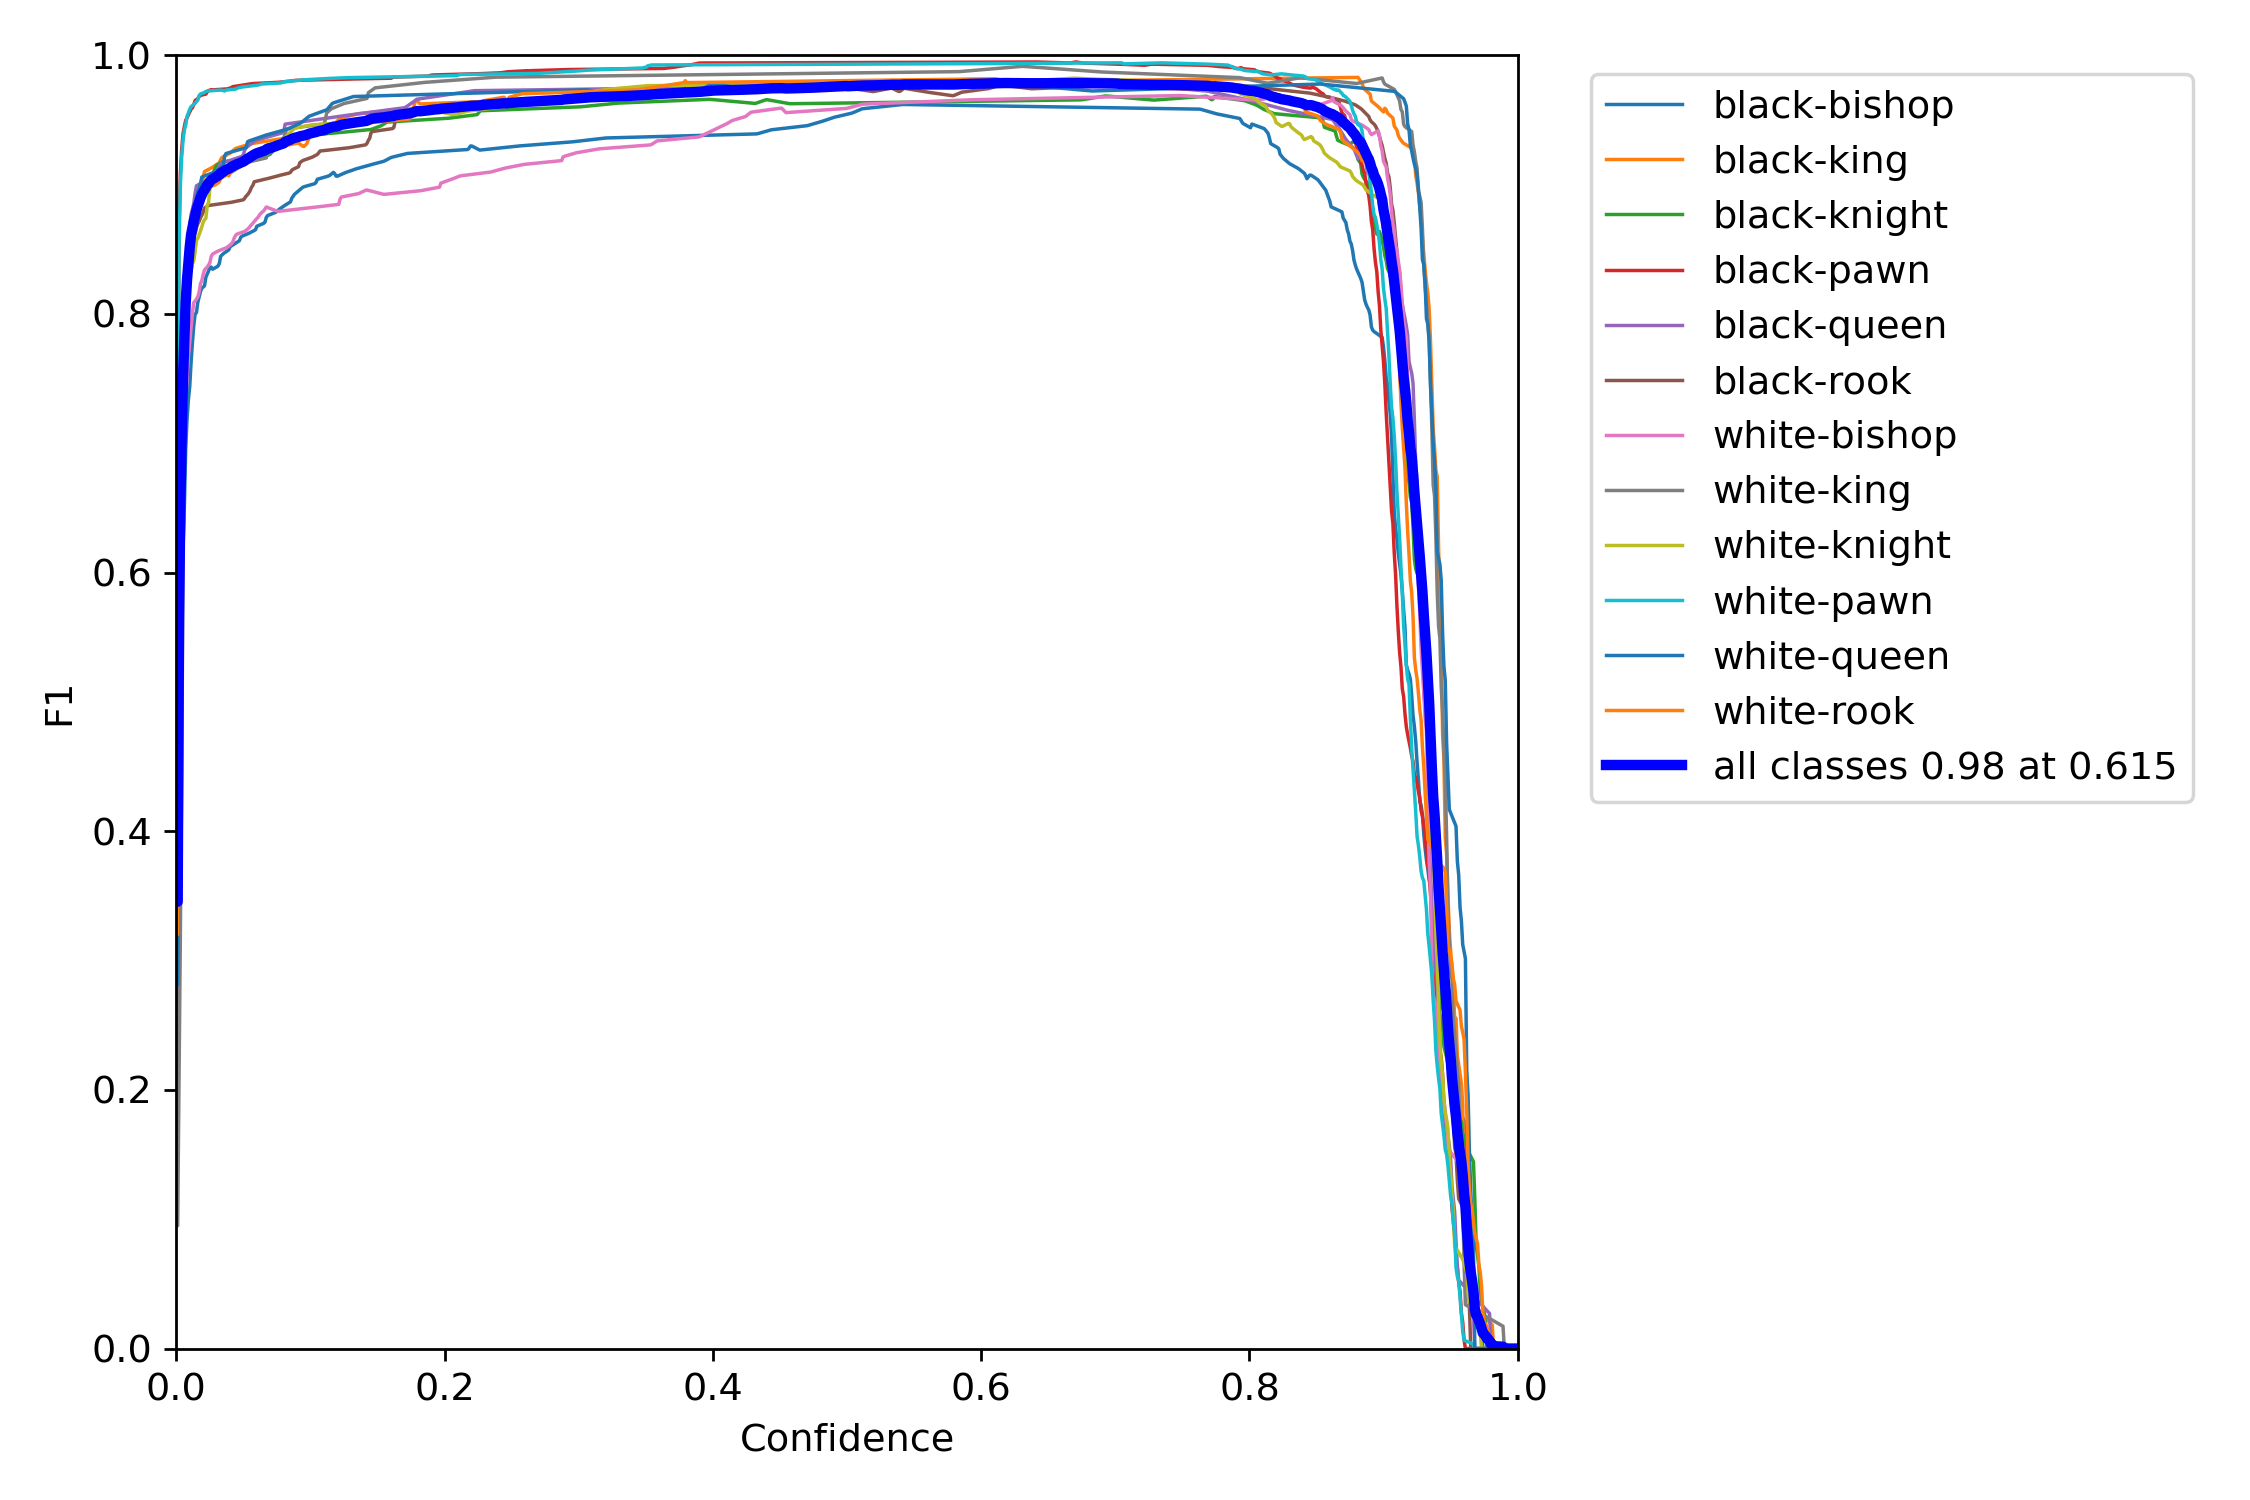 1.0
0.8
0.6
0.4
0.2
0.0
F1
0.0 0.2 0.4 0.6 0.8 1.0
Confidence
black-bishop
black-king
black-knight
black-pawn
black-queen
black-rook
white-bishop
white-king
white-knight
white-pawn
white-queen
white-rook
all classes 0.98 at 0.615